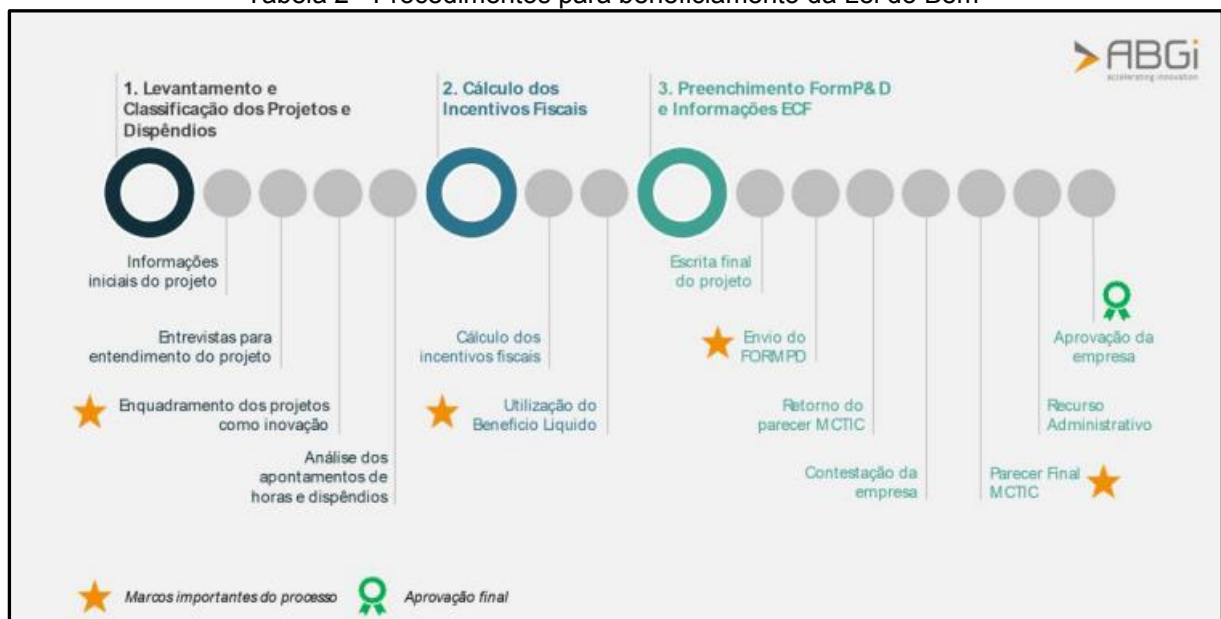 Tabela 2 - Procedimentos para beneficiamento da Lei do Bem
ABGi
accelerating innovation
1. Levantamento e
Classificação dos Projetos e
Dispêndios
2. Cálculo dos
Incentivos Fiscais
3. Preenchimento FormP&D
e Informações ECF
Informações
iniciais do projeto
Entrevistas para
entendimento do projeto
Enquadramento dos projetos
como inovação
Análise dos
apontamentos de
horas e dispêndios
Cálculo dos
incentivos fiscais
Utilização do
Benefício Líquido
Escrita final
do projeto
Envio do
FORMPD
Retorno do
parecer MCTIC
Contestação da
empresa
Parecer Final
MCTIC
Recurso
Administrativo
Aprovação da
empresa
Marcos importantes do processo
Aprovação final